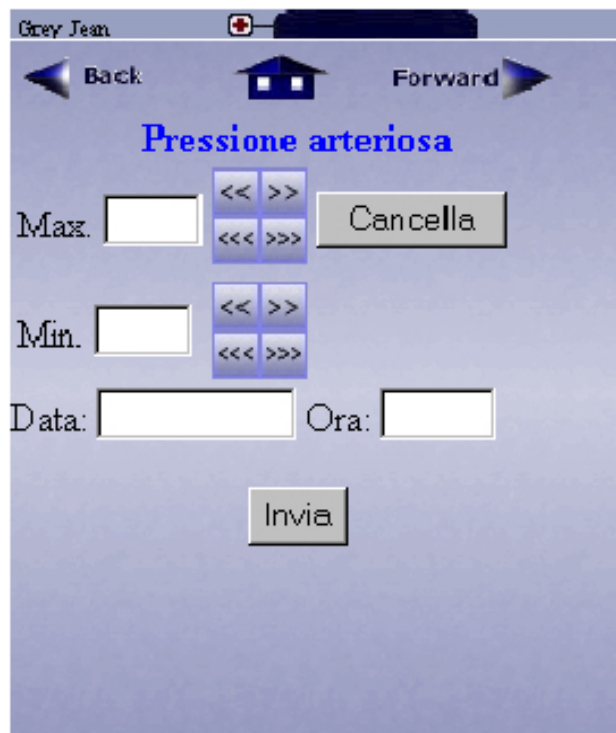 Grey Jean
Back Forward
Pressione arteriosa
<< >>
Max. Cancella
<<< >>>
<< >>
Min.
<<< >>>
Data: Ora:
Invia